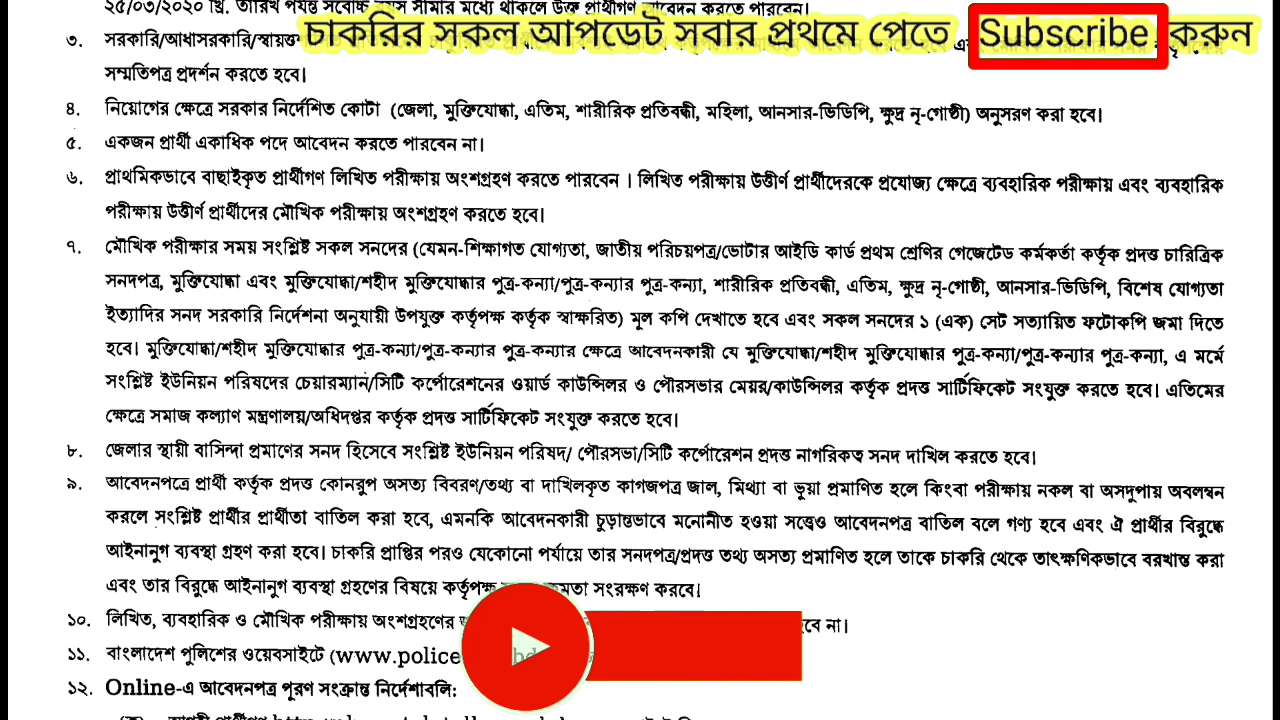 ২৫/০৩/২০২০ খ্রি. তারিখ পর্যন্ত সর্বোচ্চ বয়স সীমার মধ্যে থাকলে উক্ত প্রার্থীগণ আবেদন করতে পারবেন।
চাকরির সকল আপডেট সবার প্রথমে পেতে Subscribe করুন
৩. সরকারি/আধাসরকারি/স্বায়ত্ত
সম্মতিপত্র প্রদর্শন করতে হবে।
৪. নিয়োগের ক্ষেত্রে সরকার নির্দেশিত কোটা (জেলা, মুক্তিযোদ্ধা, এতিম, শারীরিক প্রতিবন্ধী, মহিলা, আনসার-ভিডিপি, ক্ষুদ্র নৃ-গোষ্ঠী) অনুসরণ করা হবে।
৫. একজন প্রার্থী একাধিক পদে আবেদন করতে পারবেন না।
৬. প্রাথমিকভাবে বাছাইকৃত প্রার্থীগণ লিখিত পরীক্ষায় অংশগ্রহণ করতে পারবেন । লিখিত পরীক্ষায় উত্তীর্ণ প্রার্থীদেরকে প্রযোজ্য ক্ষেত্রে ব্যবহারিক পরীক্ষায় এবং ব্যবহারিক
পরীক্ষায় উত্তীর্ণ প্রার্থীদের মৌখিক পরীক্ষায় অংশগ্রহণ করতে হবে।
৭. মৌখিক পরীক্ষার সময় সংশ্লিষ্ট সকল সনদের (যেমন-শিক্ষাগত যোগ্যতা, জাতীয় পরিচয়পত্র/ভোটার আইডি কার্ড প্রথম শ্রেণির গেজেটেড কর্মকর্তা কর্তৃক প্রদত্ত চারিত্রিক
সনদপত্র, মুক্তিযোদ্ধা এবং মুক্তিযোদ্ধা/শহীদ মুক্তিযোদ্ধার পুত্র-কন্যা/পুত্র-কন্যার পুত্র-কন্যা, শারীরিক প্রতিবন্ধী, এতিম, ক্ষুদ্র নৃ-গোষ্ঠী, আনসার-ভিডিপি, বিশেষ যোগ্যতা
ইত্যাদির সনদ সরকারি নির্দেশনা অনুযায়ী উপযুক্ত কর্তৃপক্ষ কর্তৃক স্বাক্ষরিত) মূল কপি দেখাতে হবে এবং সকল সনদের ১ (এক) সেট সত্যায়িত ফটোকপি জমা দিতে
হবে। মুক্তিযোদ্ধা/শহীদ মুক্তিযোদ্ধার পুত্র-কন্যা/পুত্র-কন্যার পুত্র-কন্যার ক্ষেত্রে আবেদনকারী যে মুক্তিযোদ্ধা/শহীদ মুক্তিযোদ্ধার পুত্র-কন্যা/পুত্র-কন্যার পুত্র-কন্যা, এ মর্মে
সংশ্লিষ্ট ইউনিয়ন পরিষদের চেয়ারম্যান/সিটি কর্পোরেশনের ওয়ার্ড কাউন্সিলর ও পৌরসভার মেয়র/কাউন্সিলর কর্তৃক প্রদত্ত সার্টিফিকেট সংযুক্ত করতে হবে। এতিমের
ক্ষেত্রে সমাজ কল্যাণ মন্ত্রণালয়/অধিদপ্তর কর্তৃক প্রদত্ত সার্টিফিকেট সংযুক্ত করতে হবে।
৮. জেলার স্থায়ী বাসিন্দা প্রমাণের সনদ হিসেবে সংশ্লিষ্ট ইউনিয়ন পরিষদ/ পৌরসভা/সিটি কর্পোরেশন প্রদত্ত নাগরিকত্ব সনদ দাখিল করতে হবে।
৯. আবেদনপত্রে প্রার্থী কর্তৃক প্রদত্ত কোনরুপ অসত্য বিবরণ/তথ্য বা দাখিলকৃত কাগজপত্র জাল, মিথ্যা বা ভুয়া প্রমাণিত হলে কিংবা পরীক্ষায় নকল বা অসদুপায় অবলম্বন
করলে সংশ্লিষ্ট প্রার্থীর প্রার্থীতা বাতিল করা হবে, এমনকি আবেদনকারী চুড়ান্তভাবে মনোনীত হওয়া সত্ত্বেও আবেদনপত্র বাতিল বলে গণ্য হবে এবং ঐ প্রার্থীর বিরুদ্ধে
আইনানুগ ব্যবস্থা গ্রহণ করা হবে। চাকরি প্রাপ্তির পরও যেকোনো পর্যায়ে তার সনদপত্র/প্রদত্ত তথ্য অসত্য প্রমাণিত হলে তাকে চাকরি থেকে তাৎক্ষণিকভাবে বরখাস্ত করা
এবং তার বিরুদ্ধে আইনানুগ ব্যবস্থা গ্রহণের বিষয়ে কর্তৃপক্ষ ক্ষমতা সংরক্ষণ করবে।
১০. লিখিত, ব্যবহারিক ও মৌখিক পরীক্ষায় অংশগ্রহণের হবে না।
১১. বাংলাদেশ পুলিশের ওয়েবসাইটে (www.police
১২. Online-এ আবেদনপত্র পুরণ সংক্রান্ত নির্দেশাবলি: